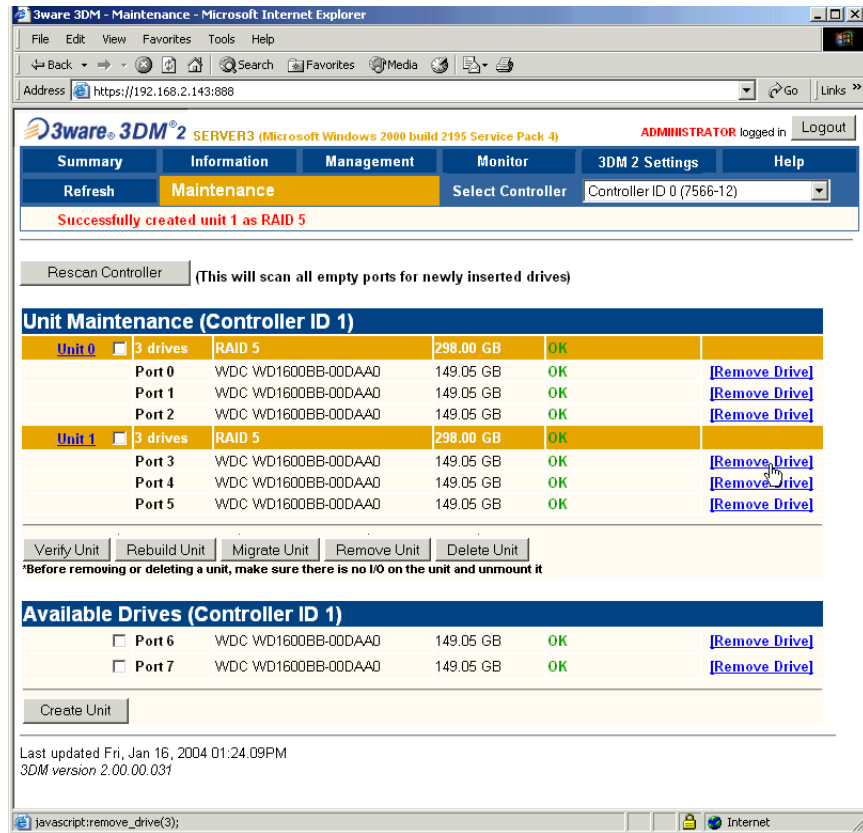 3ware 3DM - Maintenance - Microsoft Internet Explorer
File Edit View Favorites Tools Help
Back Search Favorites Media
Address https://192.168.2.143:888 Go Links »
3ware® 3DM®2 SERVER3 (Microsoft Windows 2000 build 2195 Service Pack 4) ADMINISTRATOR logged in Logout
Summary Information Management Monitor 3DM 2 Settings Help
Refresh Maintenance Select Controller Controller ID 0 (7566-12)
Successfully created unit 1 as RAID 5
Rescan Controller (This will scan all empty ports for newly inserted drives)
Unit Maintenance (Controller ID 1)
Unit 0 3 drives RAID 5 298.00 GB OK
Port 0 WDC WD1600BB-00DAA0 149.05 GB OK [Remove Drive]
Port 1 WDC WD1600BB-00DAA0 149.05 GB OK [Remove Drive]
Port 2 WDC WD1600BB-00DAA0 149.05 GB OK [Remove Drive]
Unit 1 3 drives RAID 5 298.00 GB OK
Port 3 WDC WD1600BB-00DAA0 149.05 GB OK [Remove Drive]
Port 4 WDC WD1600BB-00DAA0 149.05 GB OK [Remove Drive]
Port 5 WDC WD1600BB-00DAA0 149.05 GB OK [Remove Drive]
Verify Unit Rebuild Unit Migrate Unit Remove Unit Delete Unit
*Before removing or deleting a unit, make sure there is no I/O on the unit and unmount it
Available Drives (Controller ID 1)
Port 6 WDC WD1600BB-00DAA0 149.05 GB OK [Remove Drive]
Port 7 WDC WD1600BB-00DAA0 149.05 GB OK [Remove Drive]
Create Unit
Last updated Fri, Jan 16, 2004 01:24.09PM
3DM version 2.00.00.031
javascript:remove_drive(3); Internet